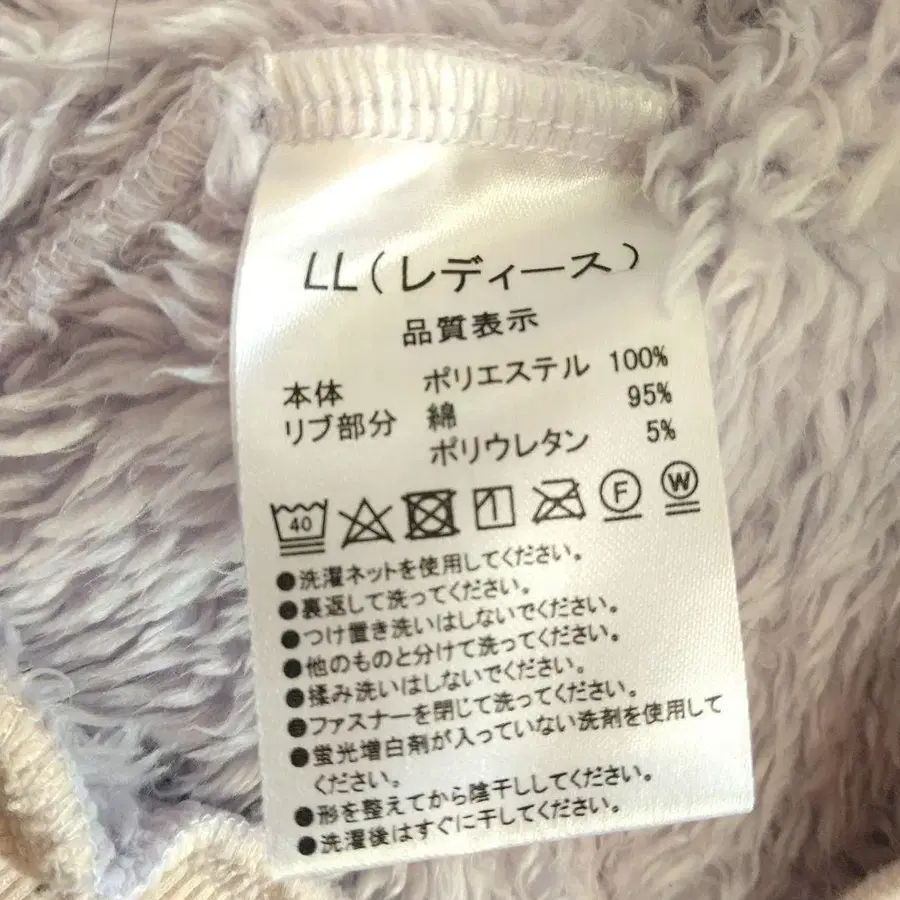 LL(レディース)
品質表示
本体 ポリエステル 100%
リブ部分 綿 95%
ポリウレタン 5%
40 F W
●洗濯ネットを使用してください。
●裏返して洗ってください。
●つけ置き洗いはしないでください。
●他のものと分けて洗ってください。
●揉み洗いはしないでください。
●ファスナーを閉じて洗ってください。
●蛍光増白剤が入っていない洗剤を使用して
ください。
●形を整えてから陰干ししてください。
●洗濯後はすぐに干してください。